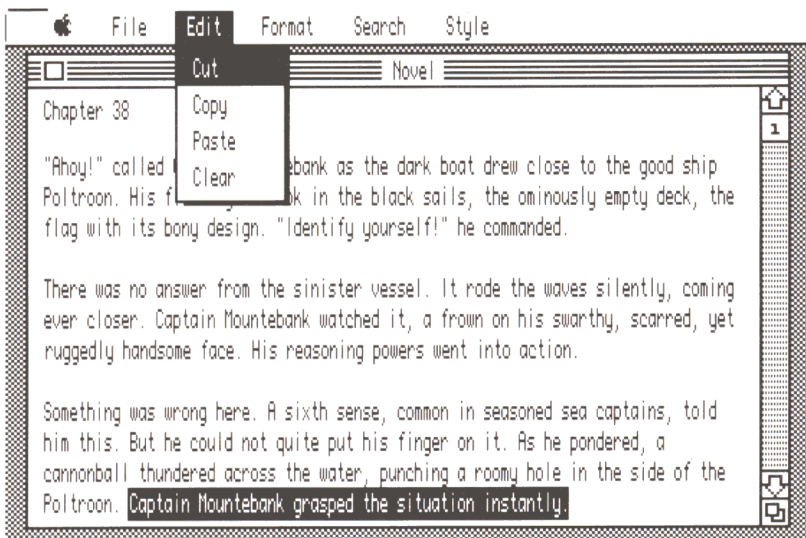 File Edit Format Search Style
Novel
Cut
Copy
Paste
Clear
Chapter 38
1
"Ahoy!" called ebank as the dark boat drew close to the good ship
Poltroon. His f k in the black sails, the ominously empty deck, the
flag with its bony design. "Identify yourself!" he commanded.
There was no answer from the sinister vessel. It rode the waves silently, coming
ever closer. Captain Mountebank watched it, a frown on his swarthy, scarred, yet
ruggedly handsome face. His reasoning powers went into action.
Something was wrong here. A sixth sense, common in seasoned sea captains, told
him this. But he could not quite put his finger on it. As he pondered, a
cannonball thundered across the water, punching a roomy hole in the side of the
Poltroon. Captain Mountebank grasped the situation instantly.